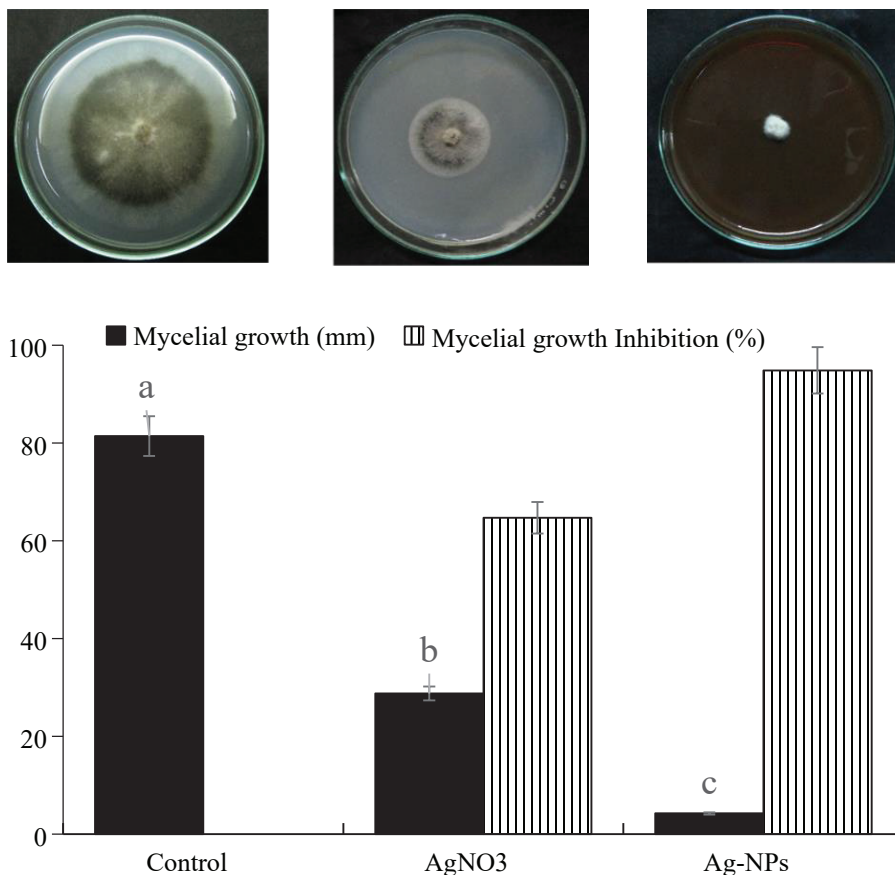 Mycelial growth (mm) Mycelial growth Inhibition (%)
100
80
60
40
20
0
a
b
c
Control AgNO3 Ag-NPs